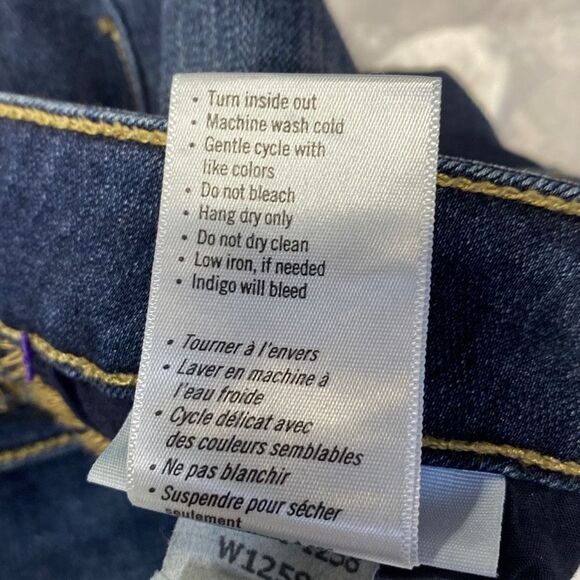 • Turn inside out
• Machine wash cold
• Gentle cycle with
like colors
• Do not bleach
• Hang dry only
• Do not dry clean
• Low iron, if needed
• Indigo will bleed
• Tourner à l'envers
• Laver en machine à
l'eau froide
• Cycle délicat avec
des couleurs semblables
• Ne pas blanchir
• Suspendre pour sécher
seulement
W1258